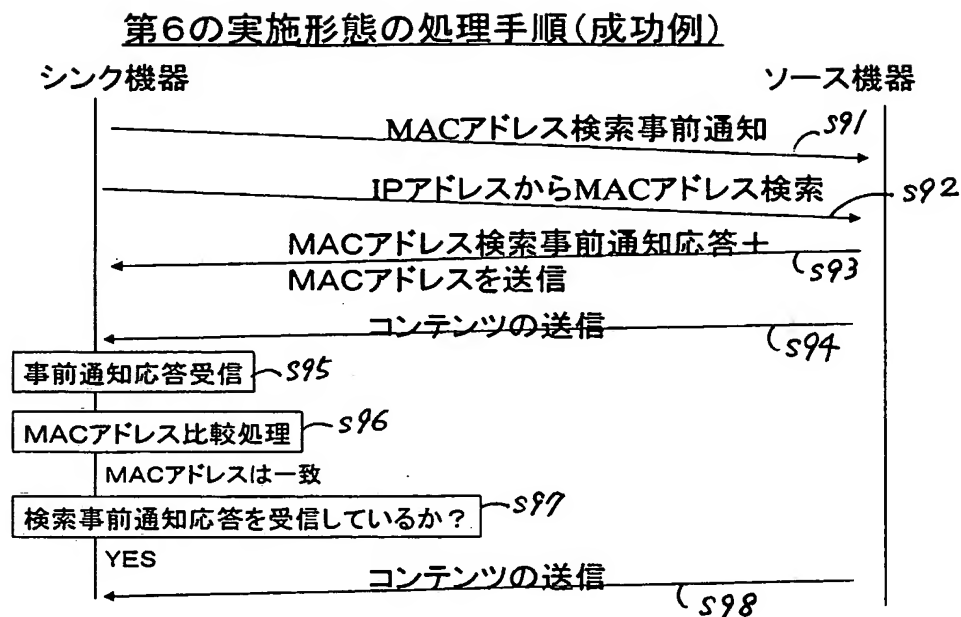 第6の実施形態の処理手順(成功例)
シンク機器
ソース機器
MACアドレス検索事前通知
S91
IPアドレスからMACアドレス検索
S92
MACアドレス検索事前通知応答+
MACアドレスを送信
S93
コンテンツの送信
S94
事前通知応答受信
S95
MACアドレス比較処理
S96
MACアドレスは一致
検索事前通知応答を受信しているか?
S97
YES
コンテンツの送信
S98